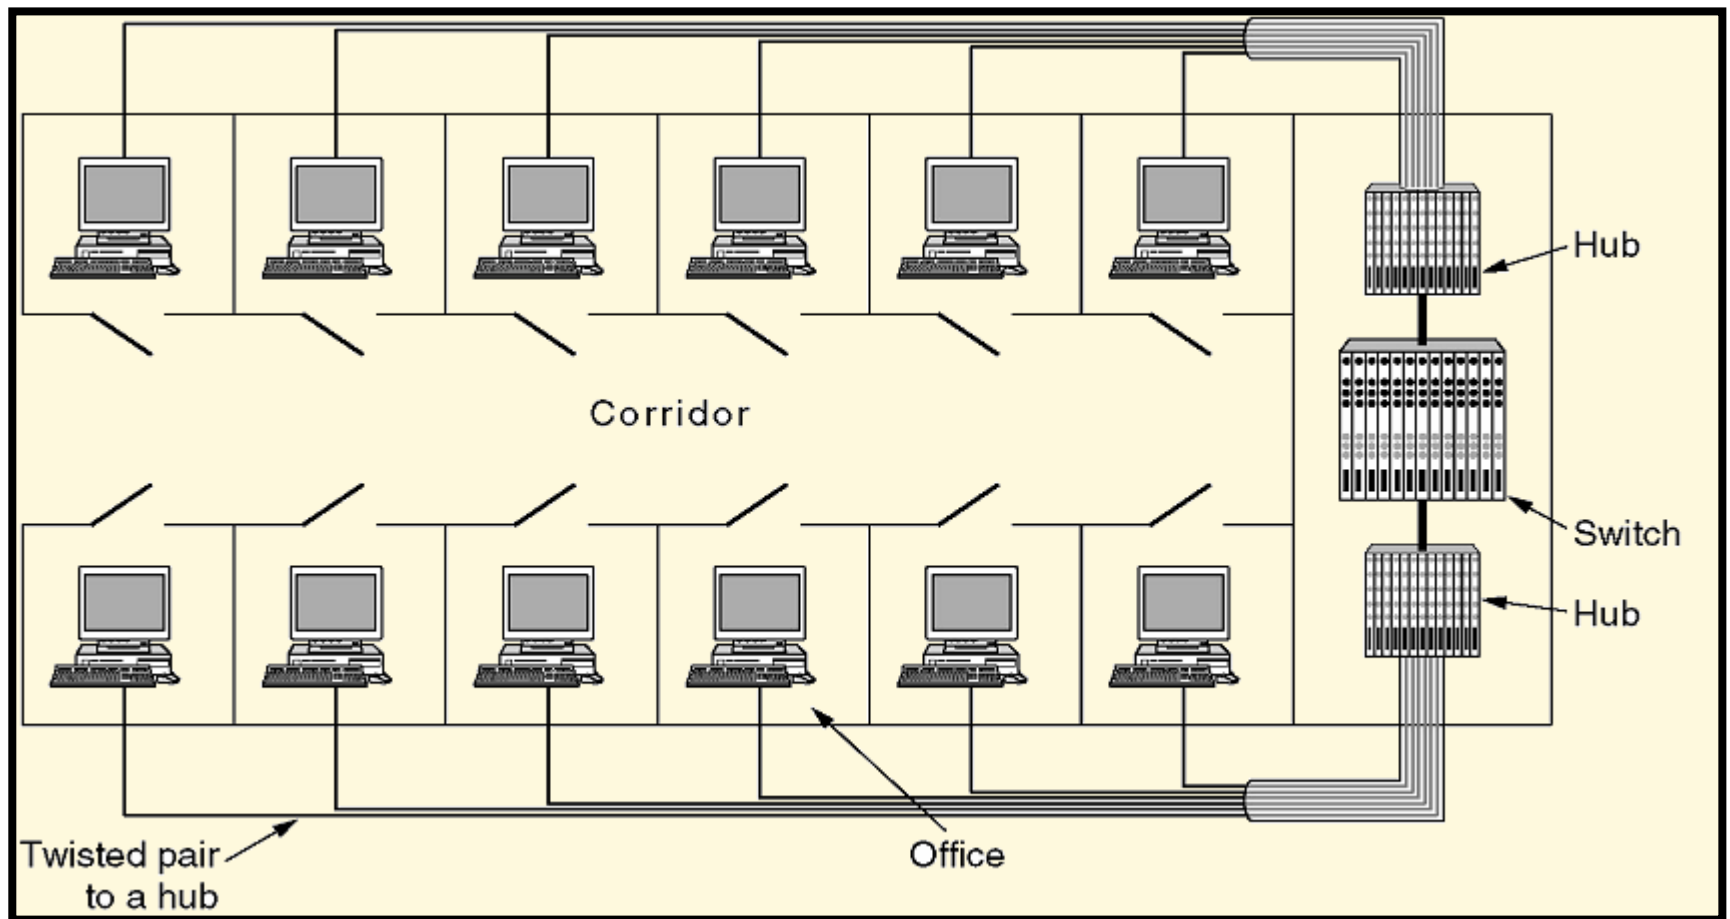 Hub
Corridor
Switch
Hub
Twisted pair
to a hub
Office